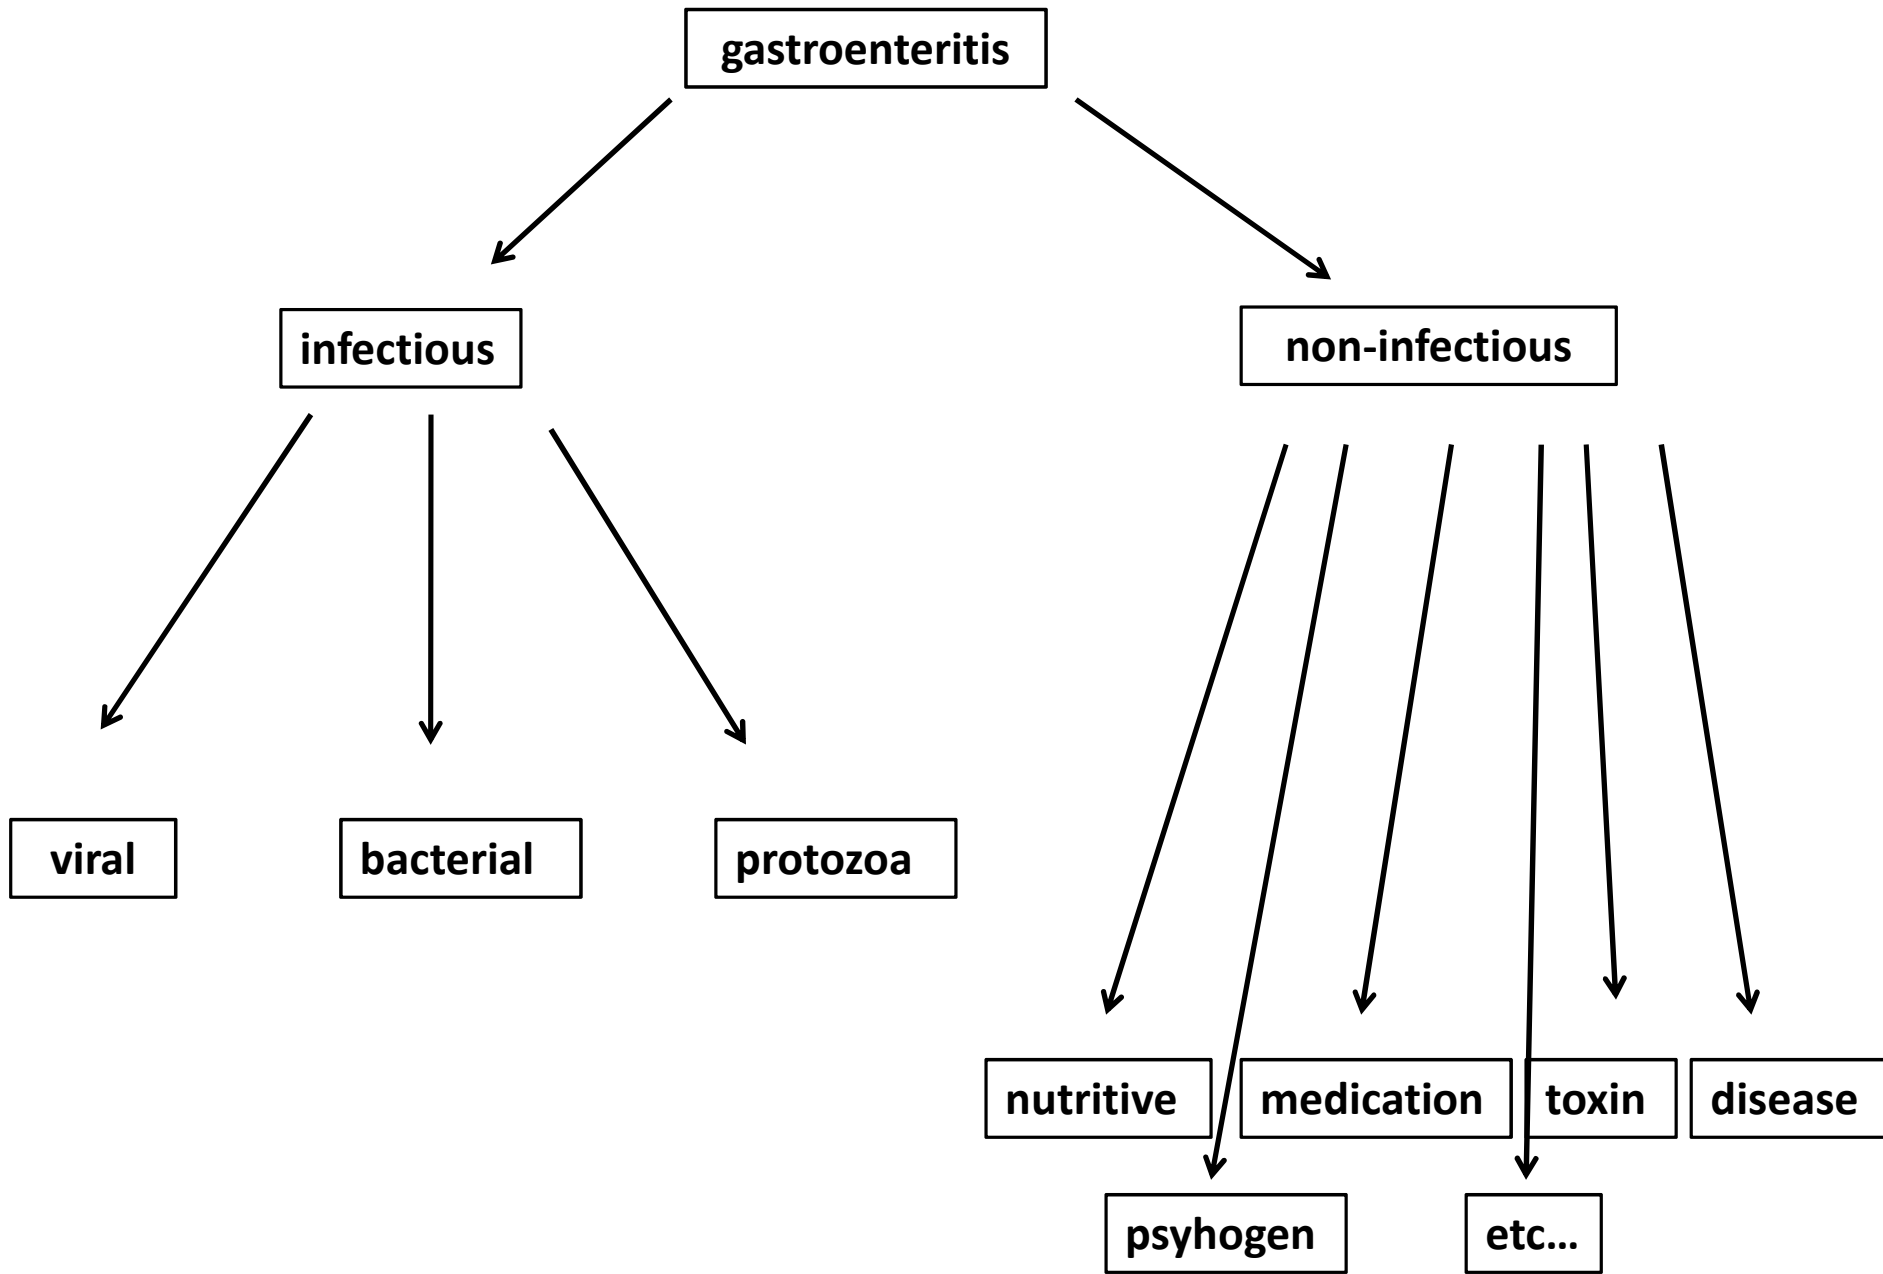 gastroenteritis
infectious
non-infectious
viral
bacterial
protozoa
nutritive
medication
toxin
disease
psyhogen
etc...